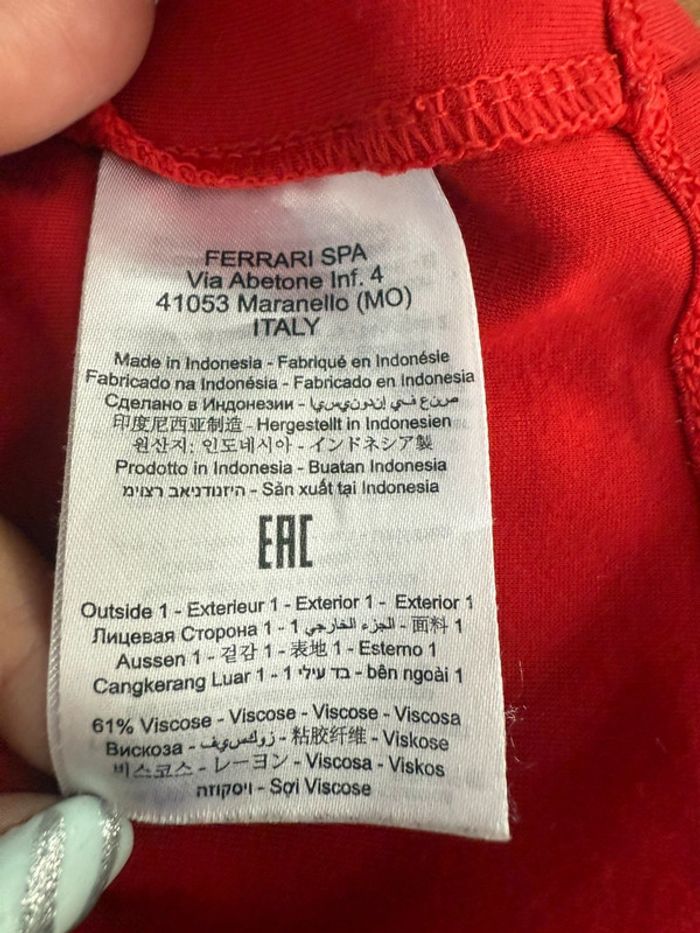 FERRARI SPA
Via Abetone Inf. 4
41053 Maranello (MO)
ITALY
Made in Indonesia - Fabriqué en Indonésie
Fabricado na Indonésia - Fabricado en Indonesia
Сделано в Индонезии - صنع في إندونيسيا
印度尼西亚制造 - Hergestellt in Indonesien
원산지: 인도네시아 - インドネシア製
Prodotto in Indonesia - Buatan Indonesia
מיוצר באינדונזיה - Sản xuất tại Indonesia
EAC
Outside 1 - Exterieur 1 - Exterior 1 - Exterior 1
Лицевая Сторона 1 - الجزء الخارجي 1 - 面料 1
Aussen 1 - 겉감 1 - 表地 1 - Esterno 1
Cangkerang Luar 1 - בד עילי 1 - bên ngoài 1
61% Viscose - Viscose - Viscose - Viscosa
Вискоза - فيسكوز - 粘胶纤维 - Viskose
비스코스 - レーヨン - Viscosa - Viskos
ויסקוזה - Sợi Viscose